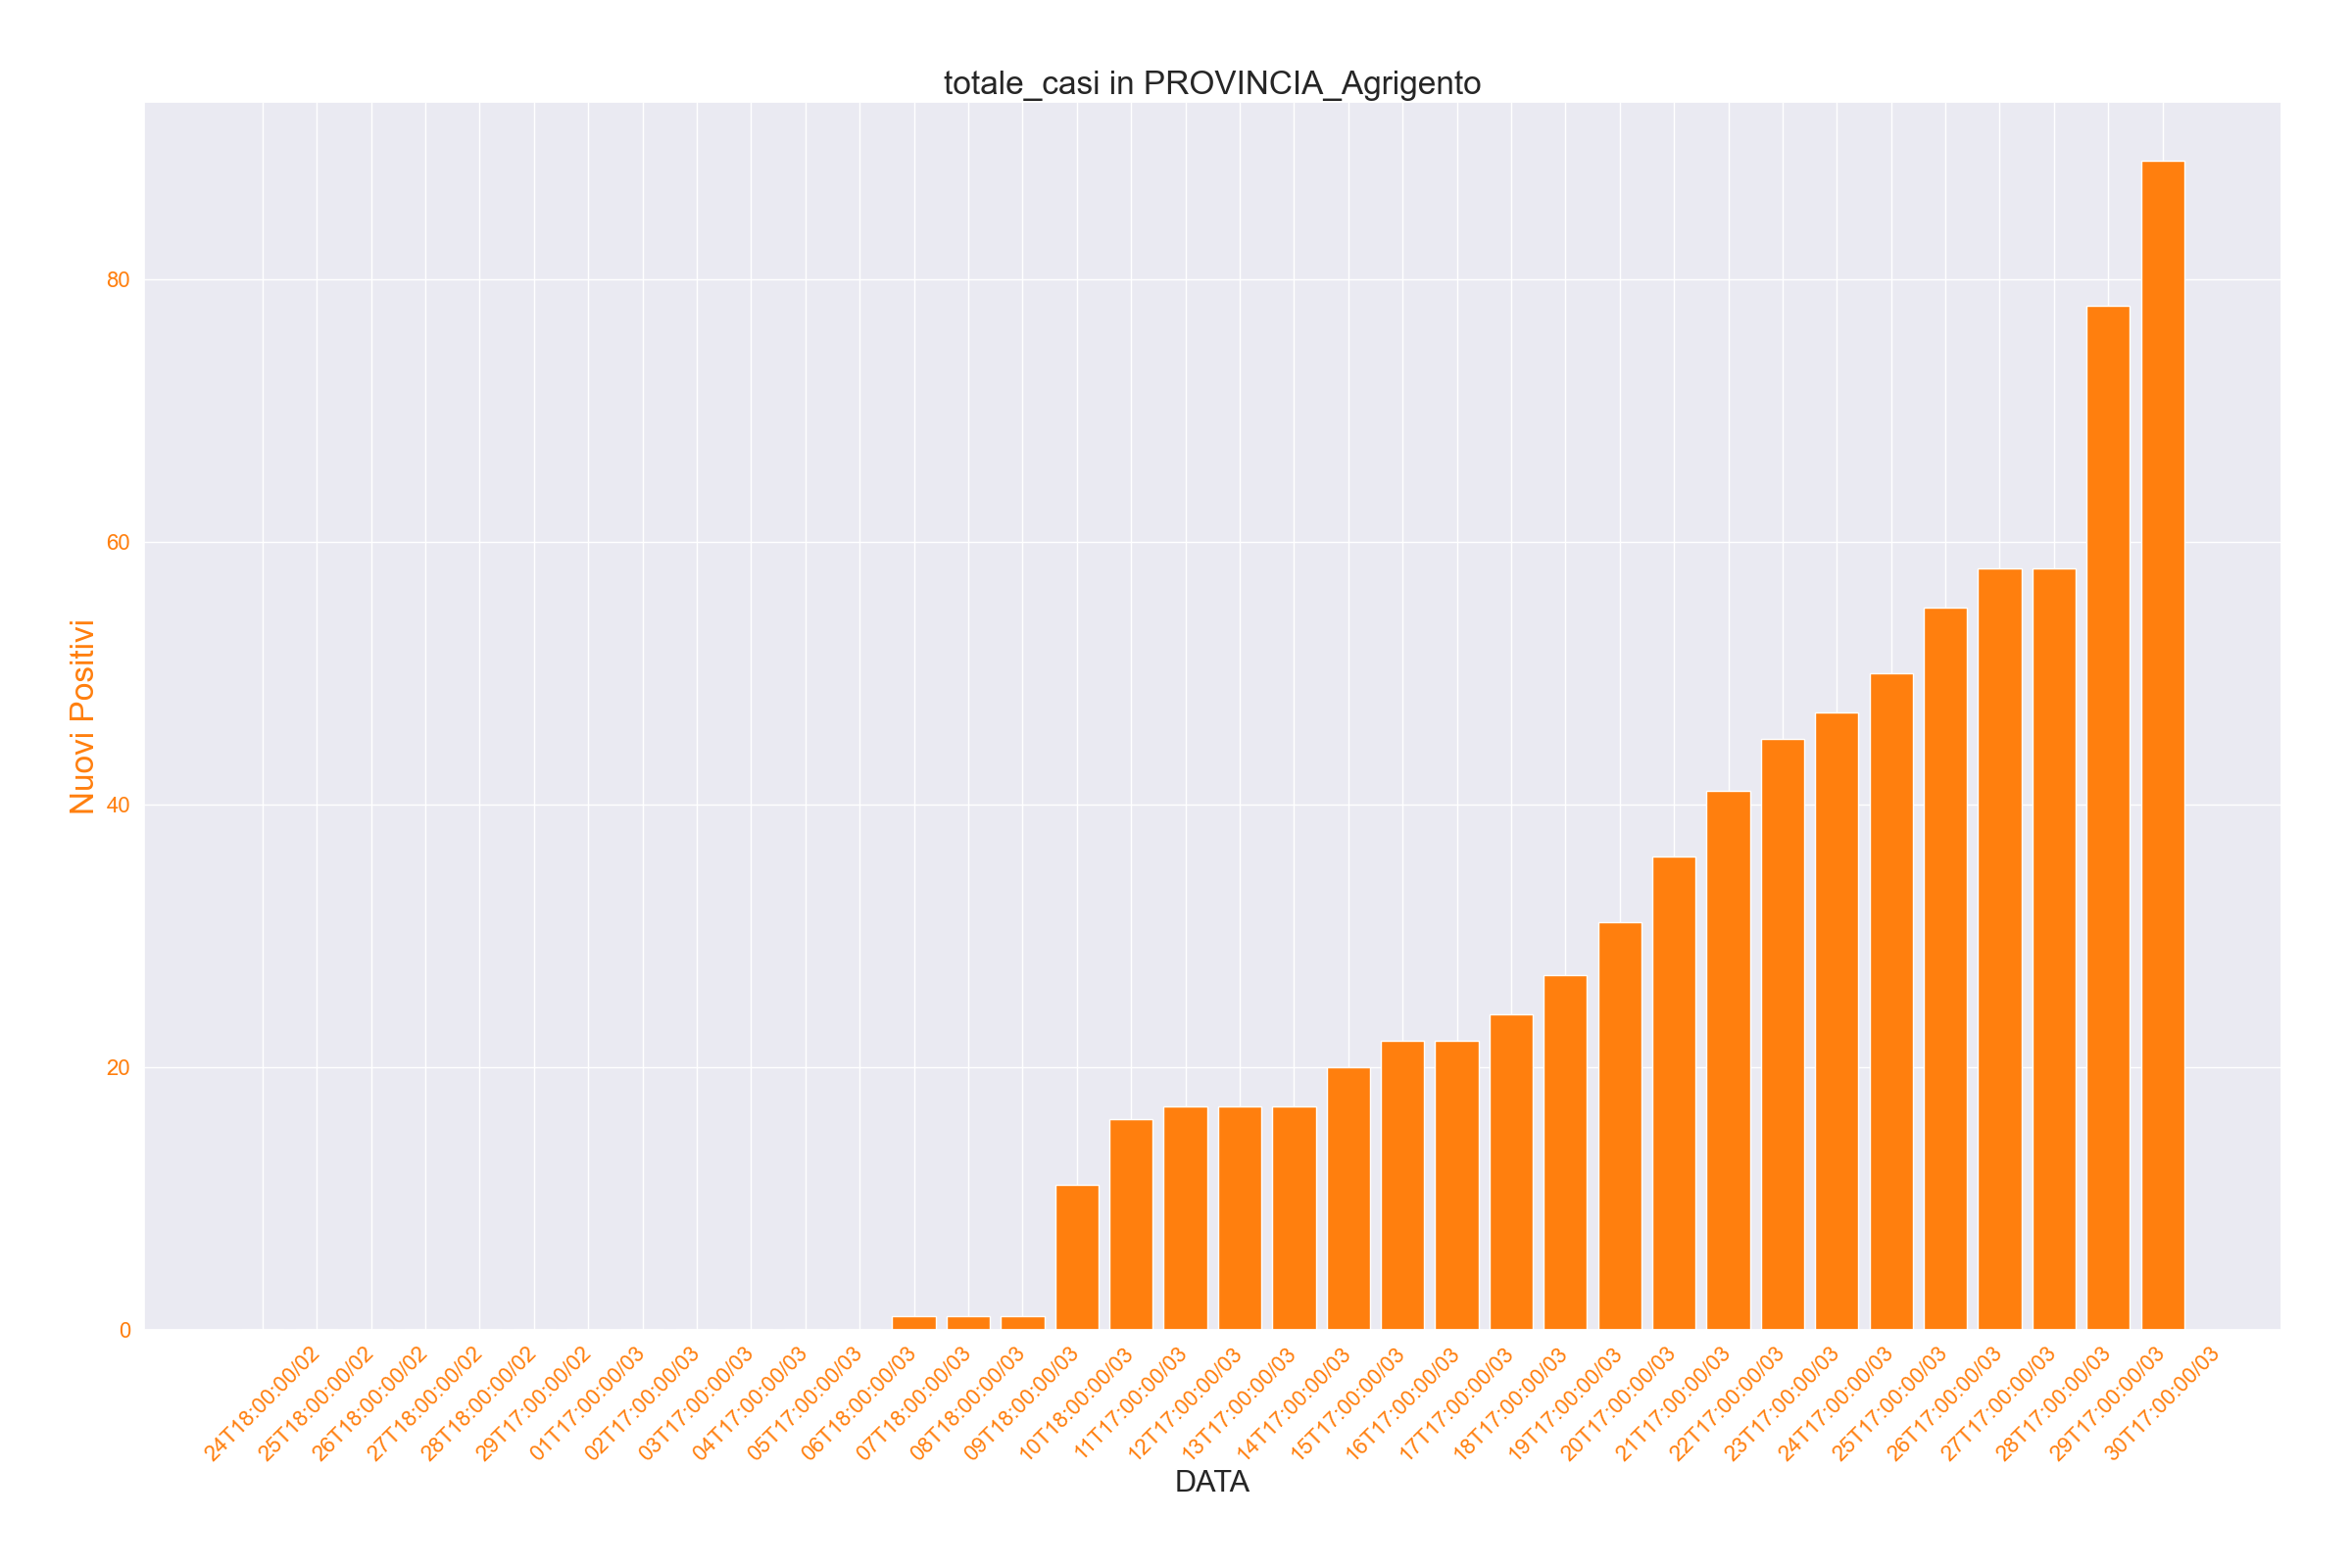 totale_casi in PROVINCIA_Agrigento
Nuovi Positivi
80
60
40
20
0
24T18:00:00/02
25T18:00:00/02
26T18:00:00/02
27T18:00:00/02
28T18:00:00/02
29T17:00:00/02
01T17:00:00/03
02T17:00:00/03
03T17:00:00/03
04T17:00:00/03
05T17:00:00/03
06T18:00:00/03
07T18:00:00/03
08T18:00:00/03
09T18:00:00/03
10T18:00:00/03
11T17:00:00/03
12T17:00:00/03
13T17:00:00/03
14T17:00:00/03
15T17:00:00/03
16T17:00:00/03
17T17:00:00/03
18T17:00:00/03
19T17:00:00/03
20T17:00:00/03
21T17:00:00/03
22T17:00:00/03
23T17:00:00/03
24T17:00:00/03
25T17:00:00/03
26T17:00:00/03
27T17:00:00/03
28T17:00:00/03
29T17:00:00/03
30T17:00:00/03
DATA